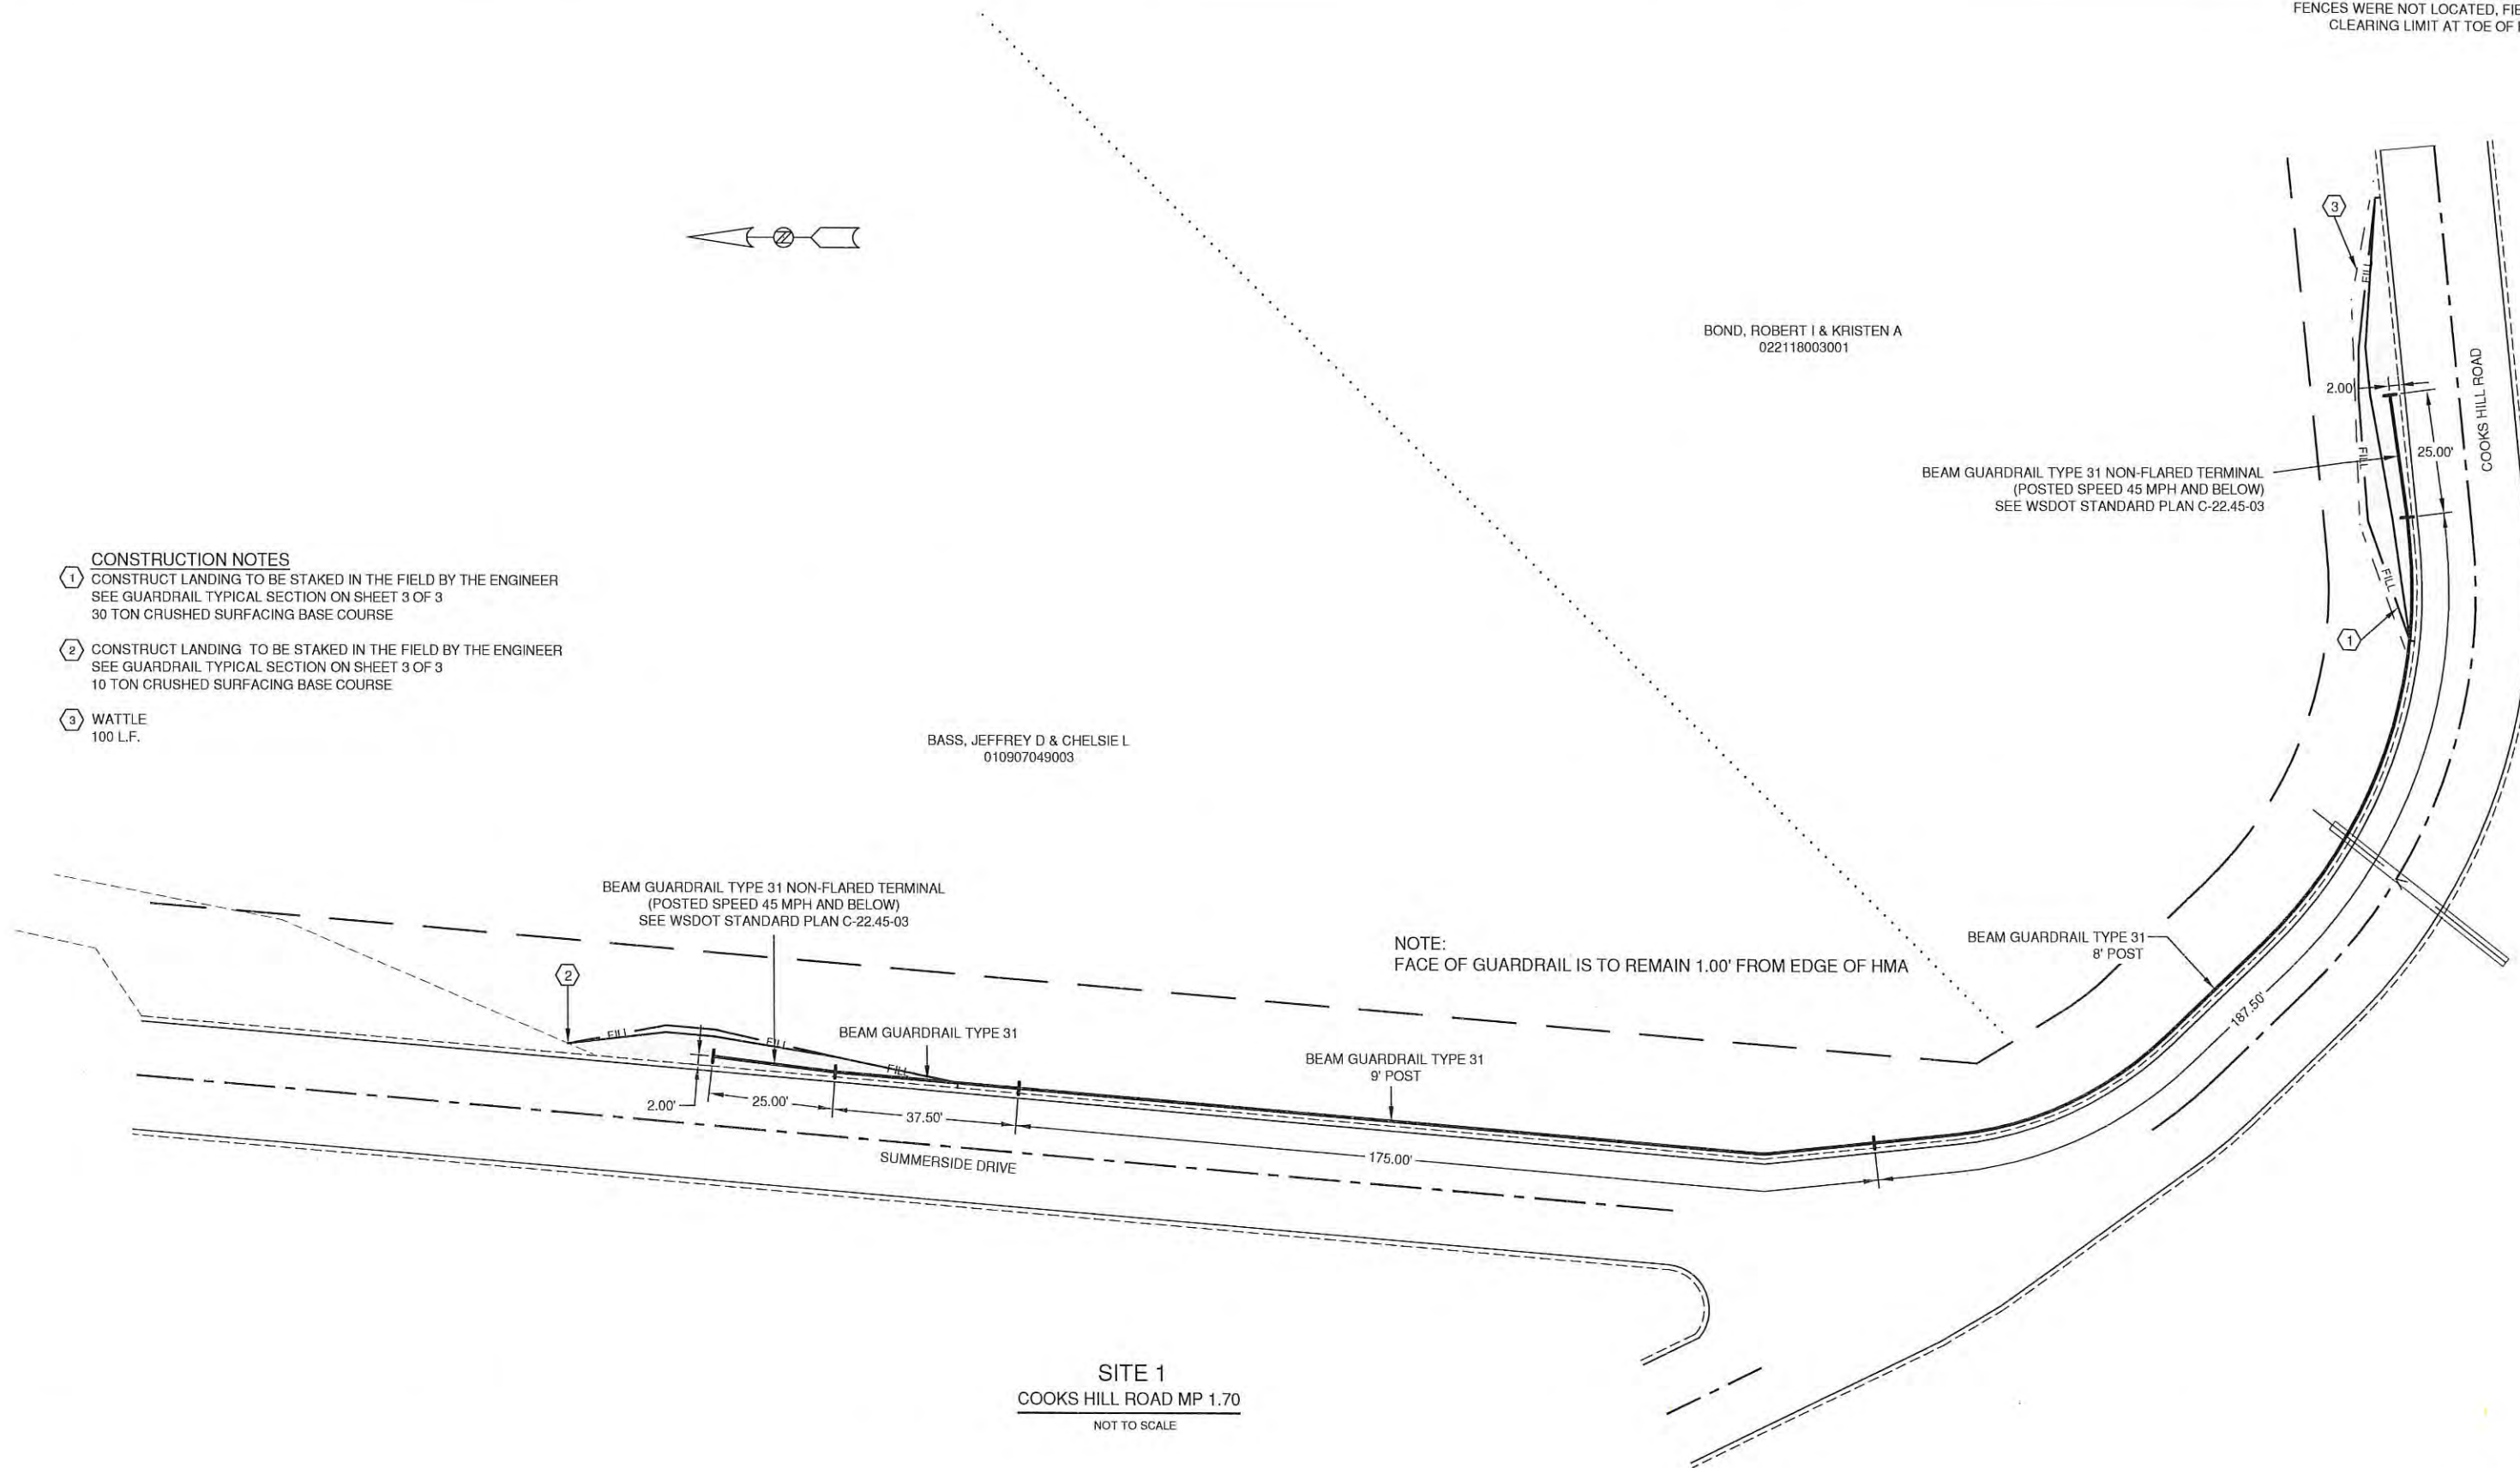 FENCES WERE NOT LOCATED, FIE
CLEARING LIMIT AT TOE OF
3
FILL
BOND, ROBERT I & KRISTEN A
022118003001
2.00'
COOKS HILL ROAD
25.00'
BEAM GUARDRAIL TYPE 31 NON-FLARED TERMINAL
(POSTED SPEED 45 MPH AND BELOW)
SEE WSDOT STANDARD PLAN C-22.45-03
FILL
FILL
1
CONSTRUCTION NOTES
1 CONSTRUCT LANDING TO BE STAKED IN THE FIELD BY THE ENGINEER
SEE GUARDRAIL TYPICAL SECTION ON SHEET 3 OF 3
30 TON CRUSHED SURFACING BASE COURSE
2 CONSTRUCT LANDING TO BE STAKED IN THE FIELD BY THE ENGINEER
SEE GUARDRAIL TYPICAL SECTION ON SHEET 3 OF 3
10 TON CRUSHED SURFACING BASE COURSE
3 WATTLE
100 L.F.
BASS, JEFFREY D & CHELSIE L
010907049003
BEAM GUARDRAIL TYPE 31 NON-FLARED TERMINAL
(POSTED SPEED 45 MPH AND BELOW)
SEE WSDOT STANDARD PLAN C-22.45-03
NOTE:
FACE OF GUARDRAIL IS TO REMAIN 1.00' FROM EDGE OF HMA
BEAM GUARDRAIL TYPE 31
8' POST
2
187.50'
FILL
FILL
FILL
BEAM GUARDRAIL TYPE 31
BEAM GUARDRAIL TYPE 31
9' POST
2.00'
25.00'
37.50'
175.00'
SUMMERSIDE DRIVE
SITE 1
COOKS HILL ROAD MP 1.70
NOT TO SCALE